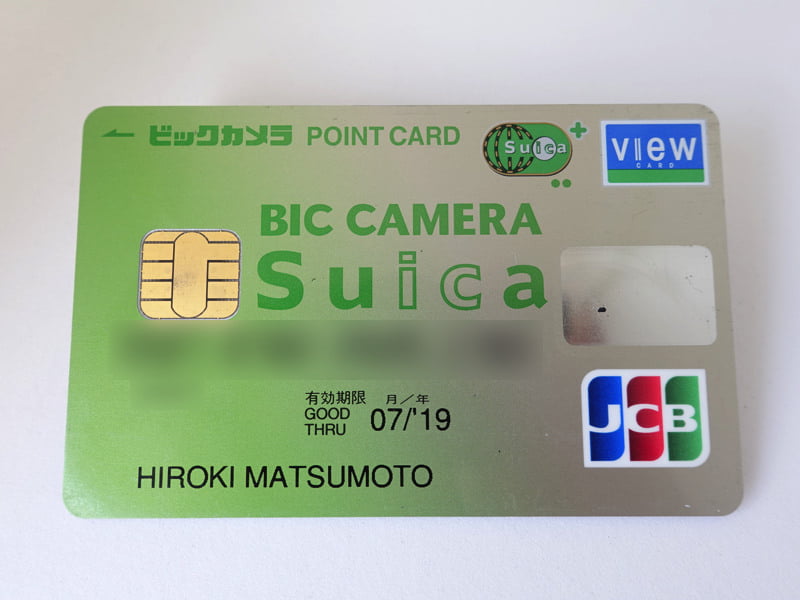 ビックカメラ POINT CARD
Suica
VIEW
CARD
BIC CAMERA
Suica
有効期限 月/年
GOOD
THRU 07/'19
JCB
HIROKI MATSUMOTO